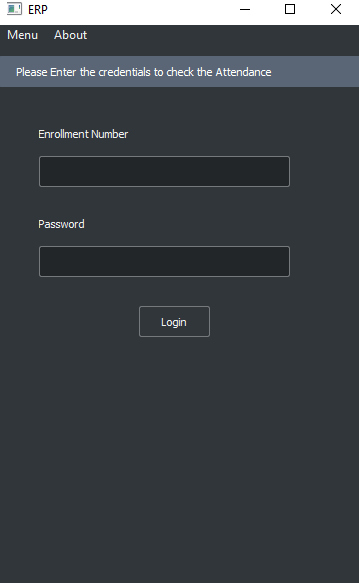 ERP
Menu About
Please Enter the credentials to check the Attendance
Enrollment Number
Password
Login